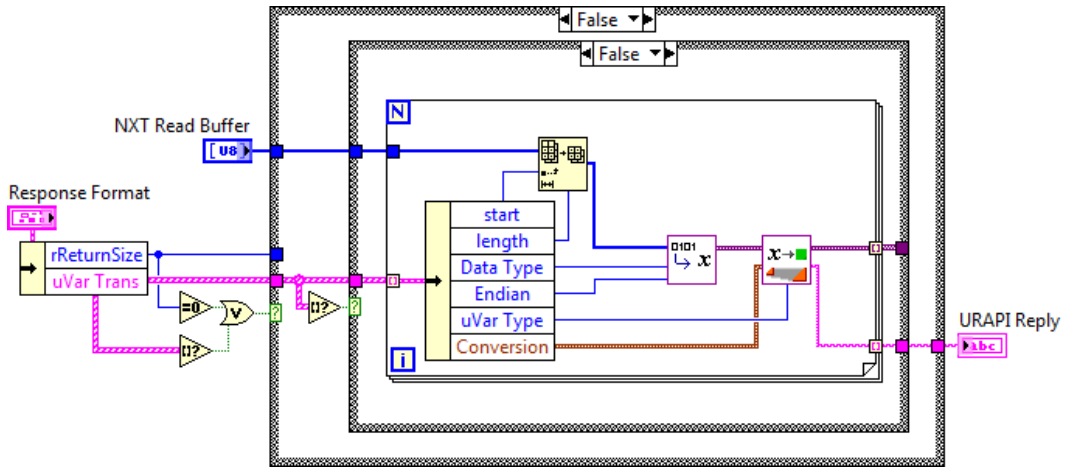 False
False
N
NXT Read Buffer
[U8]
Response Format
rReturnSize
uVar Trans
=0
V
[]?
?
[]?
?
start
length
Data Type
Endian
uVar Type
Conversion
0101
x
x
i
URAPI Reply
abc